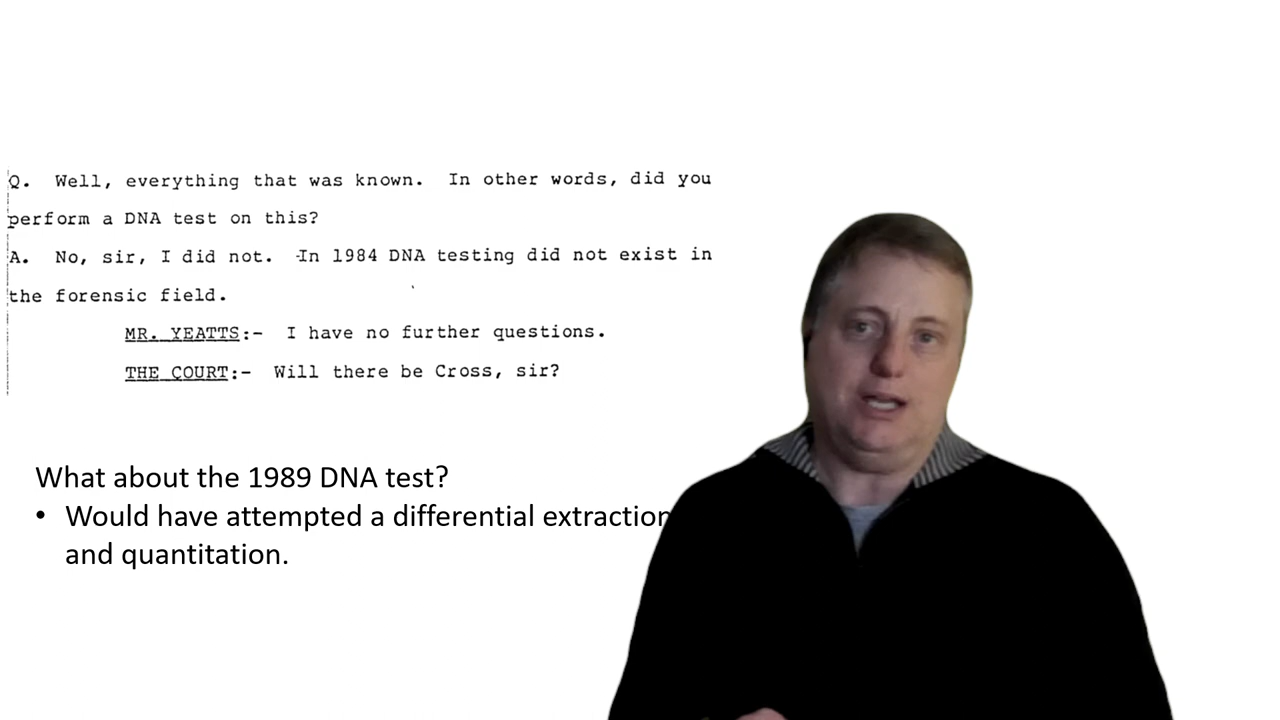 Q. Well, everything that was known. In other words, did you
perform a DNA test on this?
A. No, sir, I did not. In 1984 DNA testing did not exist in
the forensic field.
MR. YEATTS:- I have no further questions.
THE COURT:- Will there be Cross, sir?
What about the 1989 DNA test?
• Would have attempted a differential extraction
and quantitation.